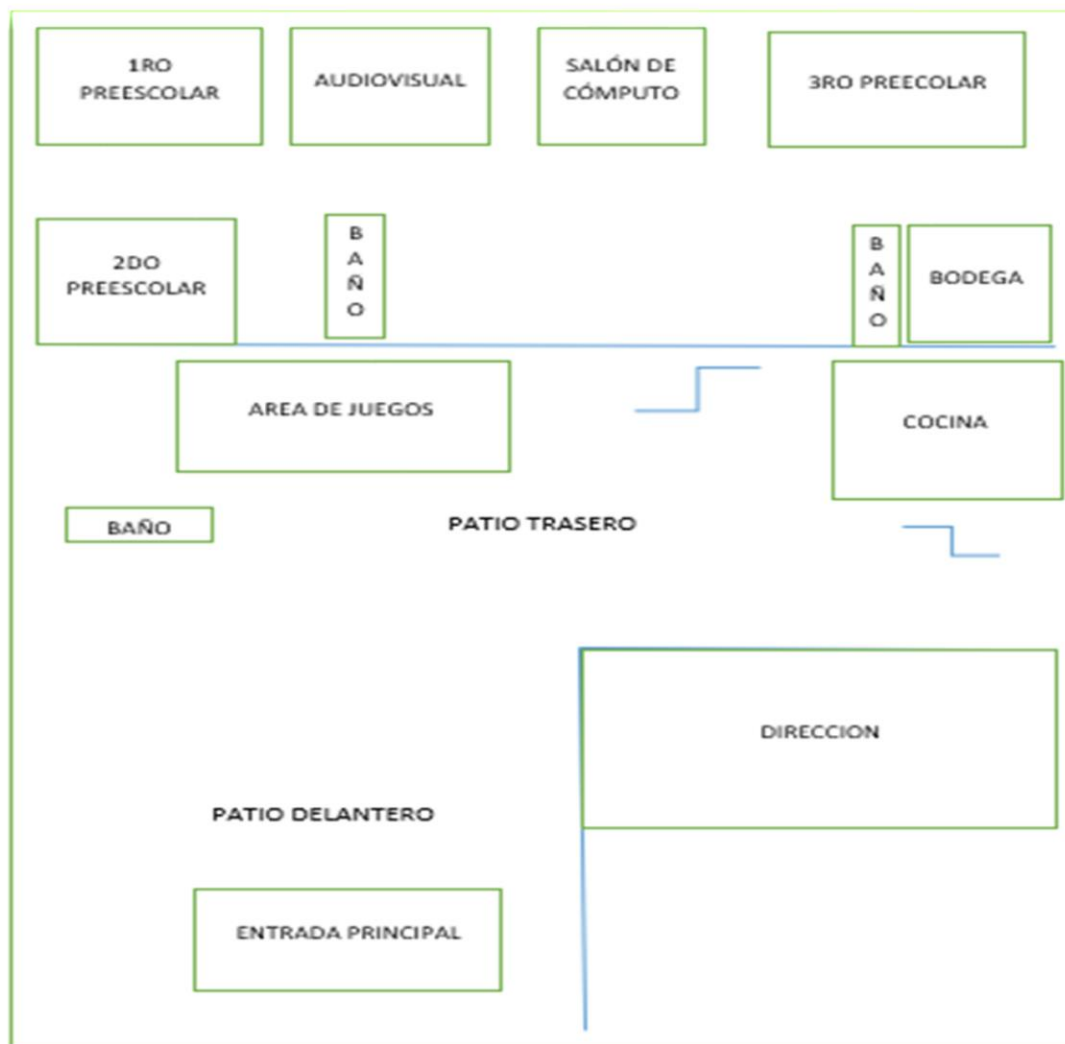 1RO
PREESCOLAR
AUDIOVISUAL
SALÓN DE
CÓMPUTO
3RO PREECOLAR
2DO
PREESCOLAR
B
A
Ñ
O
B
A
Ñ
O
BODEGA
AREA DE JUEGOS
COCINA
BAÑO
PATIO TRASERO
DIRECCION
PATIO DELANTERO
ENTRADA PRINCIPAL